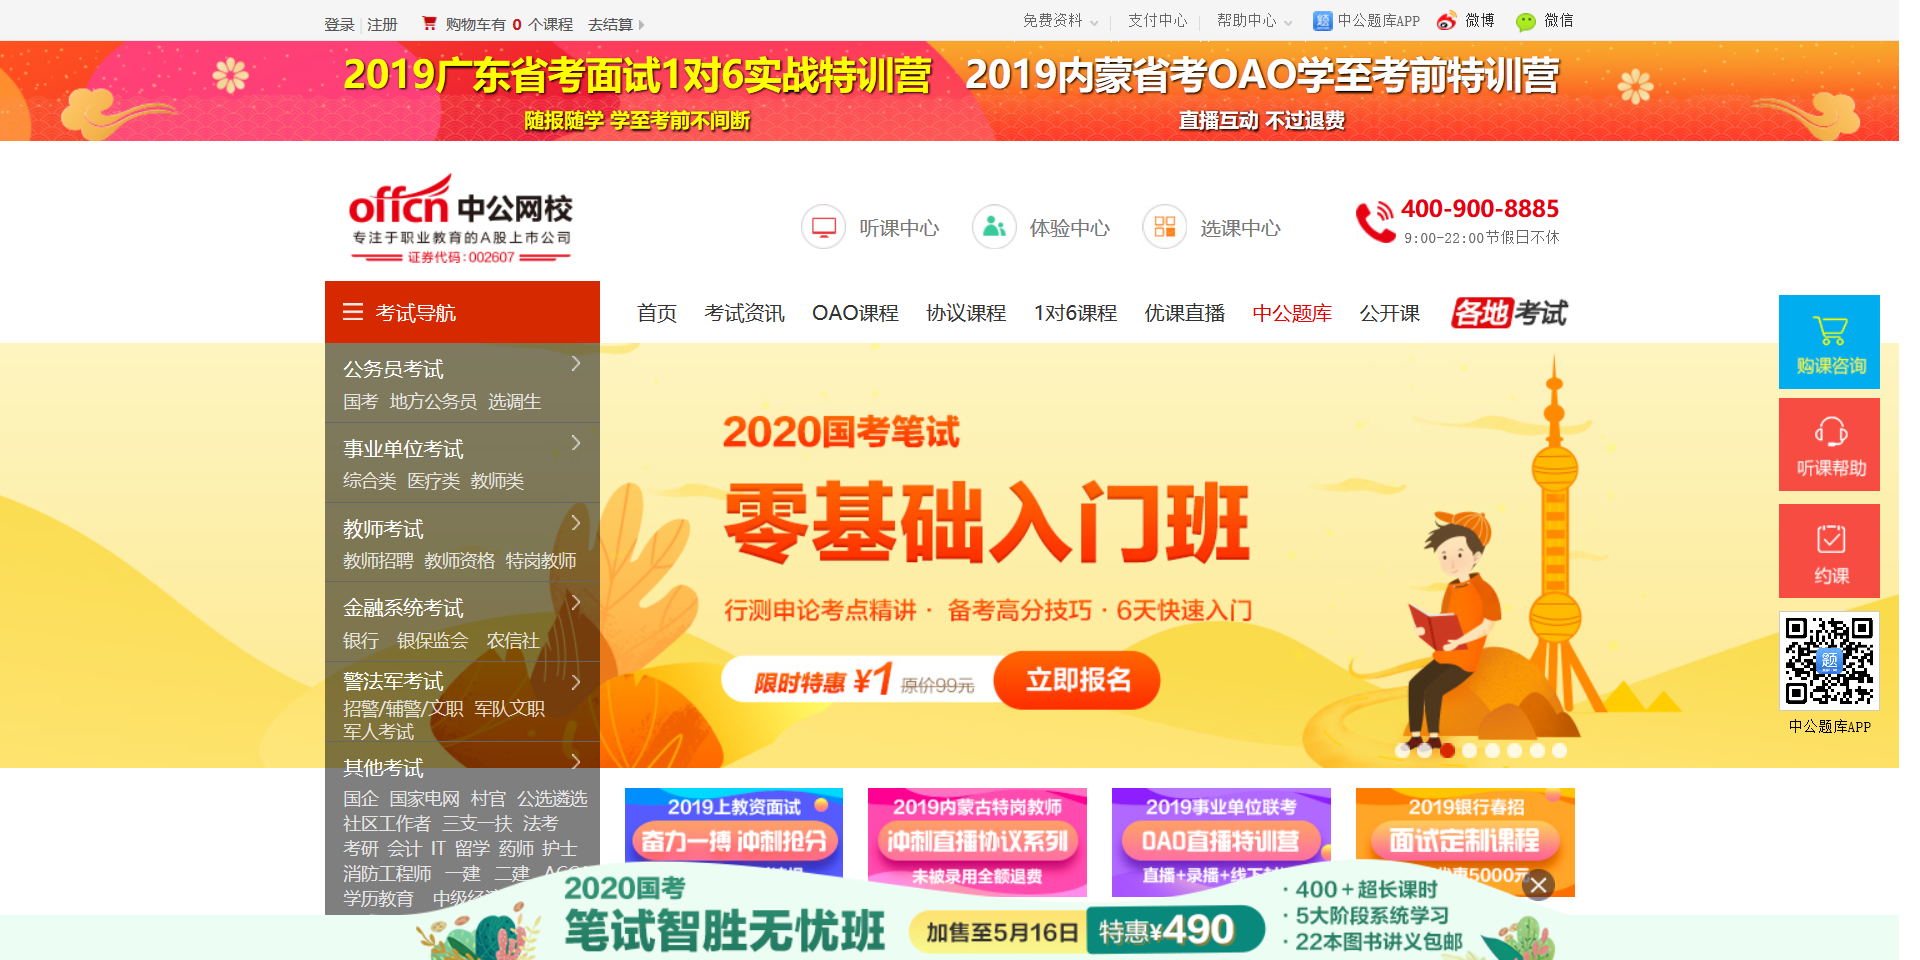 登录 | 注册 购物车有 0 个课程 去结算
免费资料 支付中心 帮助中心 中公题库APP 微博 微信
2019广东省考面试1对6实战特训营 2019内蒙省考OAO学至考前特训营
随报随学 学至考前不间断 直播互动 不过退费
offcn 中公网校
专注于职业教育的A股上市公司
证券代码:002607
听课中心 体验中心 选课中心
400-900-8885
9:00-22:00节假日不休
考试导航
首页 考试资讯 OAO课程 协议课程 1对6课程 优课直播 中公题库 公开课 各地考试
公务员考试
国考 地方公务员 选调生
事业单位考试
综合类 医疗类 教师类
教师考试
教师招聘 教师资格 特岗教师
金融系统考试
银行 银保监会 农信社
警法军考试
招警/辅警/文职 军队文职
军人考试
其他考试
国企 国家电网 村官 公选遴选
社区工作者 三支一扶 法考
考研 会计 IT 留学 药师 护士
消防工程师 一建 二建
学历教育
2020国考笔试
零基础入门班
行测申论考点精讲 · 备考高分技巧 · 6天快速入门
限时特惠 ¥1 原价99元 立即报名
购课咨询
听课帮助
约课
题
中公题库APP
2019上教资面试
奋力一搏 冲刺抢分
2019内蒙古特岗教师
冲刺直播协议系列
未被录用全额退费
2019事业单位联考
OAO直播特训营
直播+录播+线下
2019银行春招
面试定制课程
5000元
2020国考
笔试智胜无忧班
加售至5月16日 特惠¥490
· 400+超长课时
· 5大阶段系统学习
· 22本图书讲义包邮